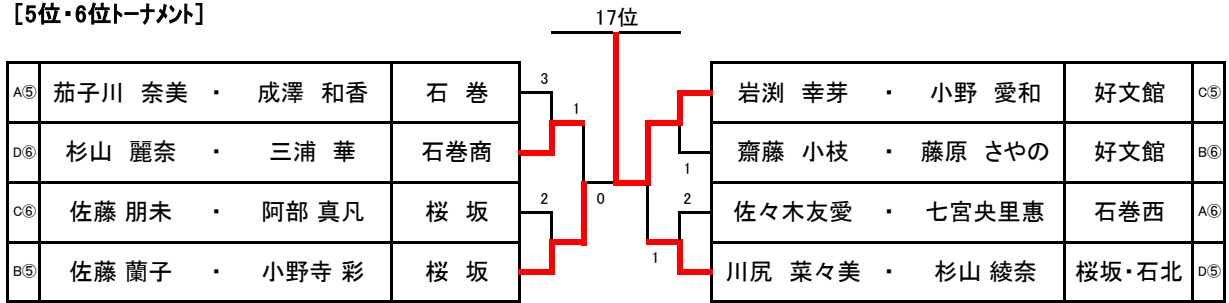 [5位・6位トーナメント]
17位
A⑤ 茄子川 奈美 ・ 成澤 和香 石 巻 3 岩渕 幸芽 ・ 小野 愛和 好文館 C⑤
1
D⑥ 杉山 麗奈 ・ 三浦 華 石巻商 齋藤 小枝 ・ 藤原 さやの 好文館 B⑥
1
C⑥ 佐藤 朋未 ・ 阿部 真凡 桜 坂 2 0 2 佐々木友愛 ・ 七宮央里恵 石巻西 A⑥
1
B⑤ 佐藤 蘭子 ・ 小野寺 彩 桜 坂 川尻 菜々美 ・ 杉山 綾奈 桜坂・石北 D⑤